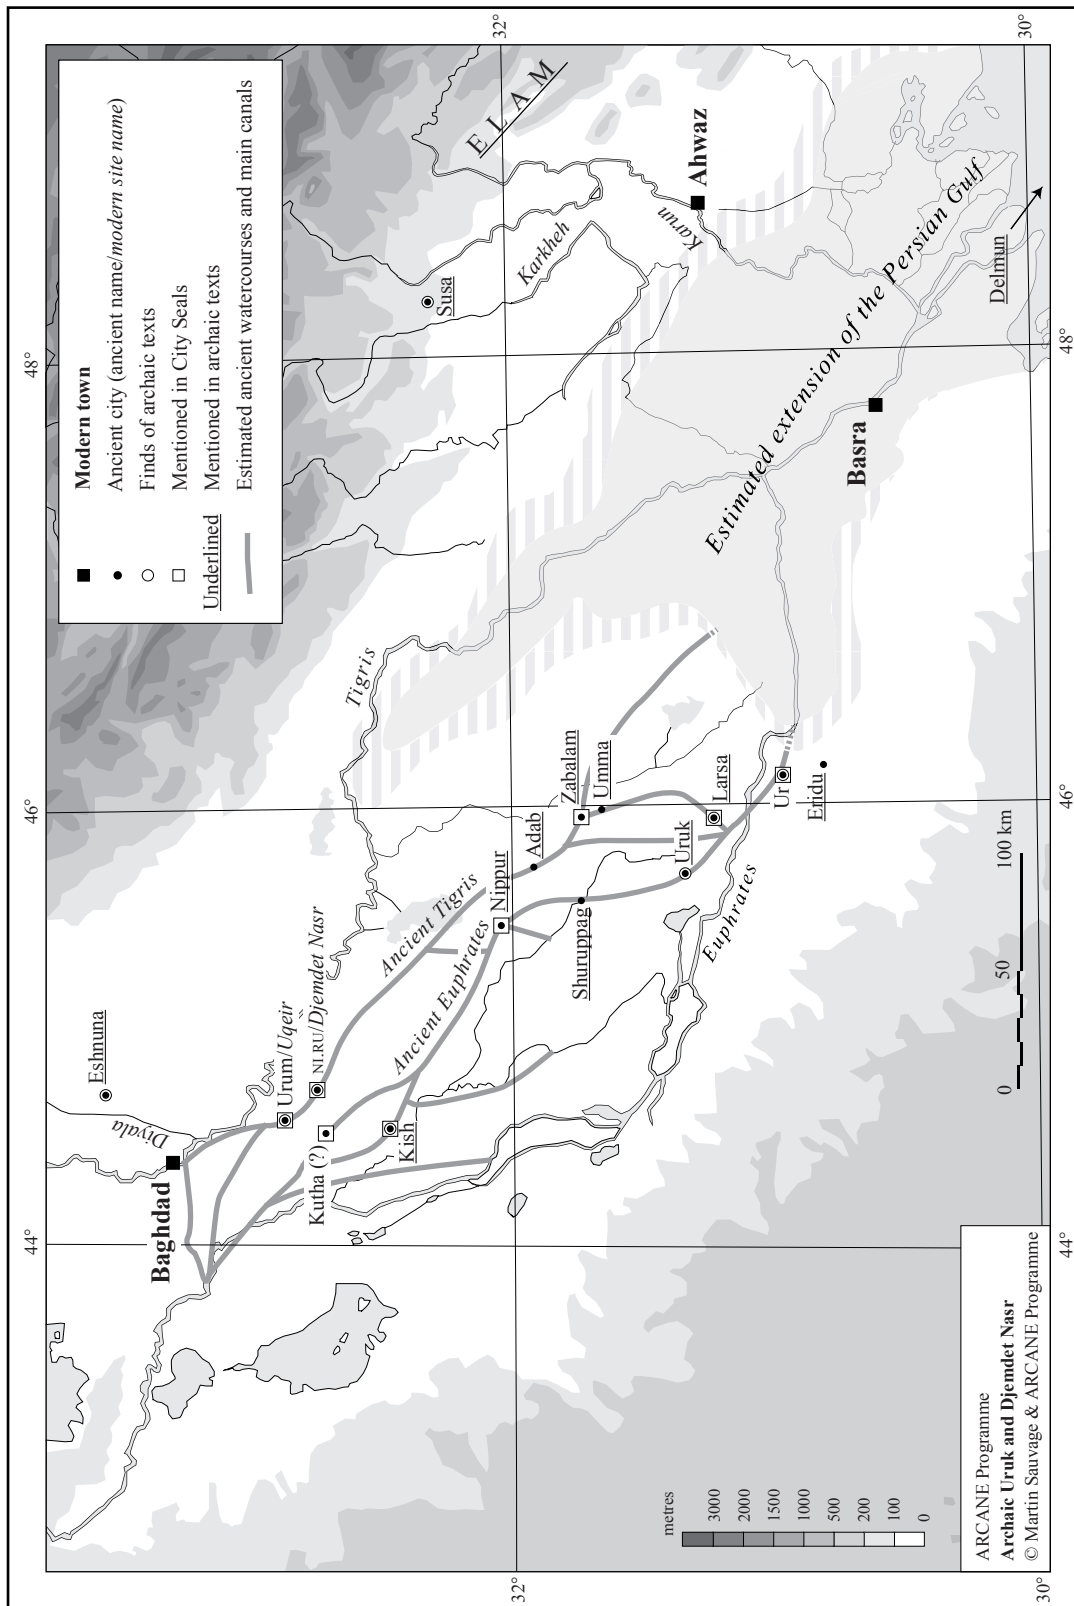 Modern town
Ancient city (ancient name/modern site name)
Finds of archaic texts
Mentioned in City Seals
Underlined Mentioned in archaic texts
Estimated ancient watercourses and main canals
44°
46°
48°
32°
30°
32°
30°
44°
46°
48°
ELAM
Eshnuna
Diyala
Baghdad
Urum/Uqeir
NI.RU/Djemdet Nasr
Kutha (?)
Kish
Tigris
Ancient Tigris
Ancient Euphrates
Nippur
Adab
Zabalam
Umma
Shuruppag
Uruk
Larsa
Ur
Eridu
Euphrates
Susa
Karkheh
Karun
Ahwaz
Estimated extension of the Persian Gulf
Basra
Delmun
metres
3000
2000
1500
1000
500
200
100
0
0 50 100 km
ARCANE Programme
Archaic Uruk and Djemdet Nasr
© Martin Sauvage & ARCANE Programme